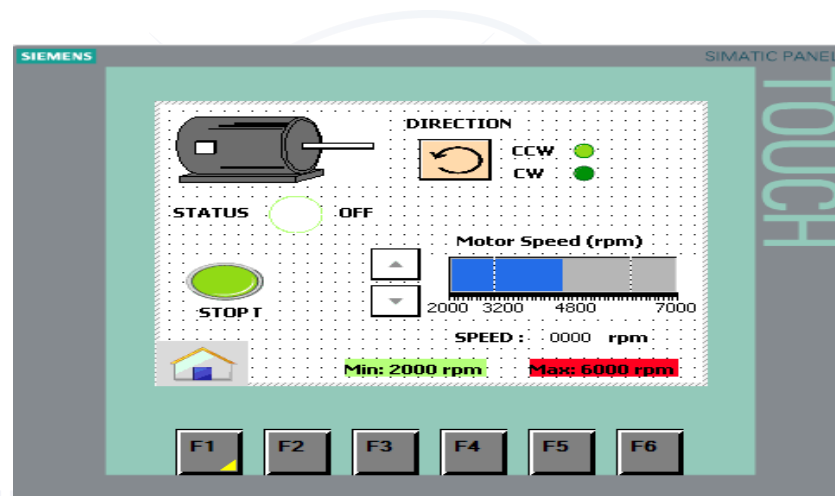 SIEMENS
SIMATIC PANEL
TOUCH
DIRECTION
CCW
CW
STATUS
OFF
Motor Speed (rpm)
2000 3200 4800 7000
STOP T
SPEED : 0000 rpm
Min: 2000 rpm
Max: 6000 rpm
F1 F2 F3 F4 F5 F6